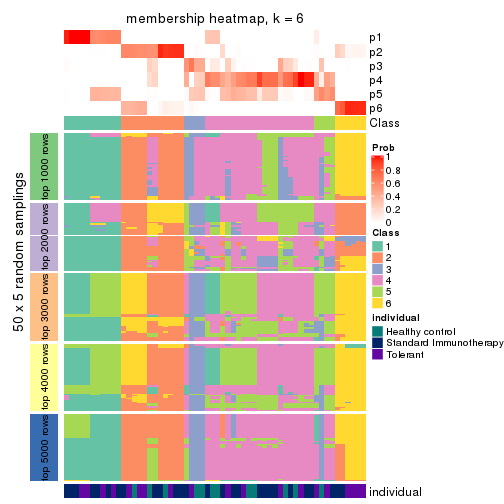 membership heatmap, k = 6
p1
p2
p3
p4
p5
p6
Class
50 x 5 random samplings
top 1000 rows
top 2000 rows
top 3000 rows
top 4000 rows
top 5000 rows
individual
Prob
1
0.8
0.6
0.4
0.2
0
Class
1
2
3
4
5
6
individual
Healthy control
Standard Immunotherapy
Tolerant